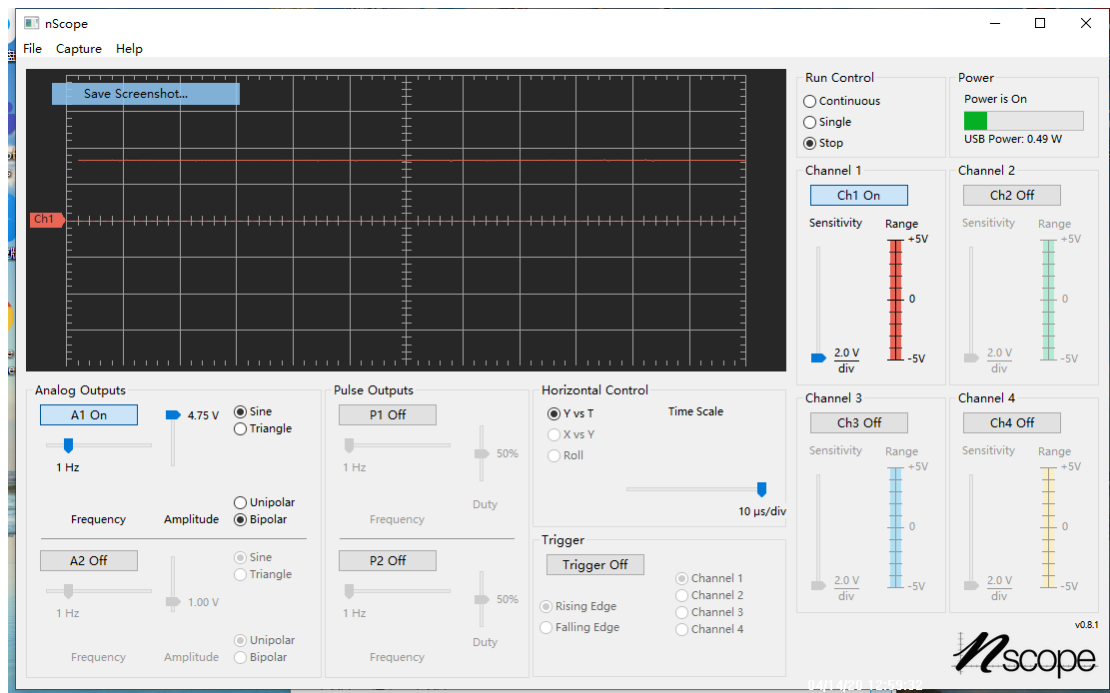 nScope
File Capture Help
Save Screenshot...
Ch1
Run Control
Continuous
Single
Stop
Power
Power is On
USB Power: 0.49 W
Channel 1
Ch1 On
Sensitivity Range
+5V
0
-5V
2.0 V
div
Channel 2
Ch2 Off
Sensitivity Range
+5V
0
-5V
2.0 V
div
Analog Outputs
A1 On
4.75 V
Sine
Triangle
1 Hz
Unipolar
Bipolar
Frequency Amplitude
A2 Off
Sine
Triangle
1 Hz
1.00 V
Unipolar
Bipolar
Frequency Amplitude
Pulse Outputs
P1 Off
1 Hz
50%
Duty
Frequency
P2 Off
1 Hz
50%
Duty
Frequency
Horizontal Control
Y vs T
X vs Y
Roll
Time Scale
10 µs/div
Trigger
Trigger Off
Rising Edge
Falling Edge
Channel 1
Channel 2
Channel 3
Channel 4
Channel 3
Ch3 Off
Sensitivity Range
+5V
0
-5V
2.0 V
div
Channel 4
Ch4 Off
Sensitivity Range
+5V
0
-5V
2.0 V
div
v0.8.1
nscope
04/14/20 12:59:32